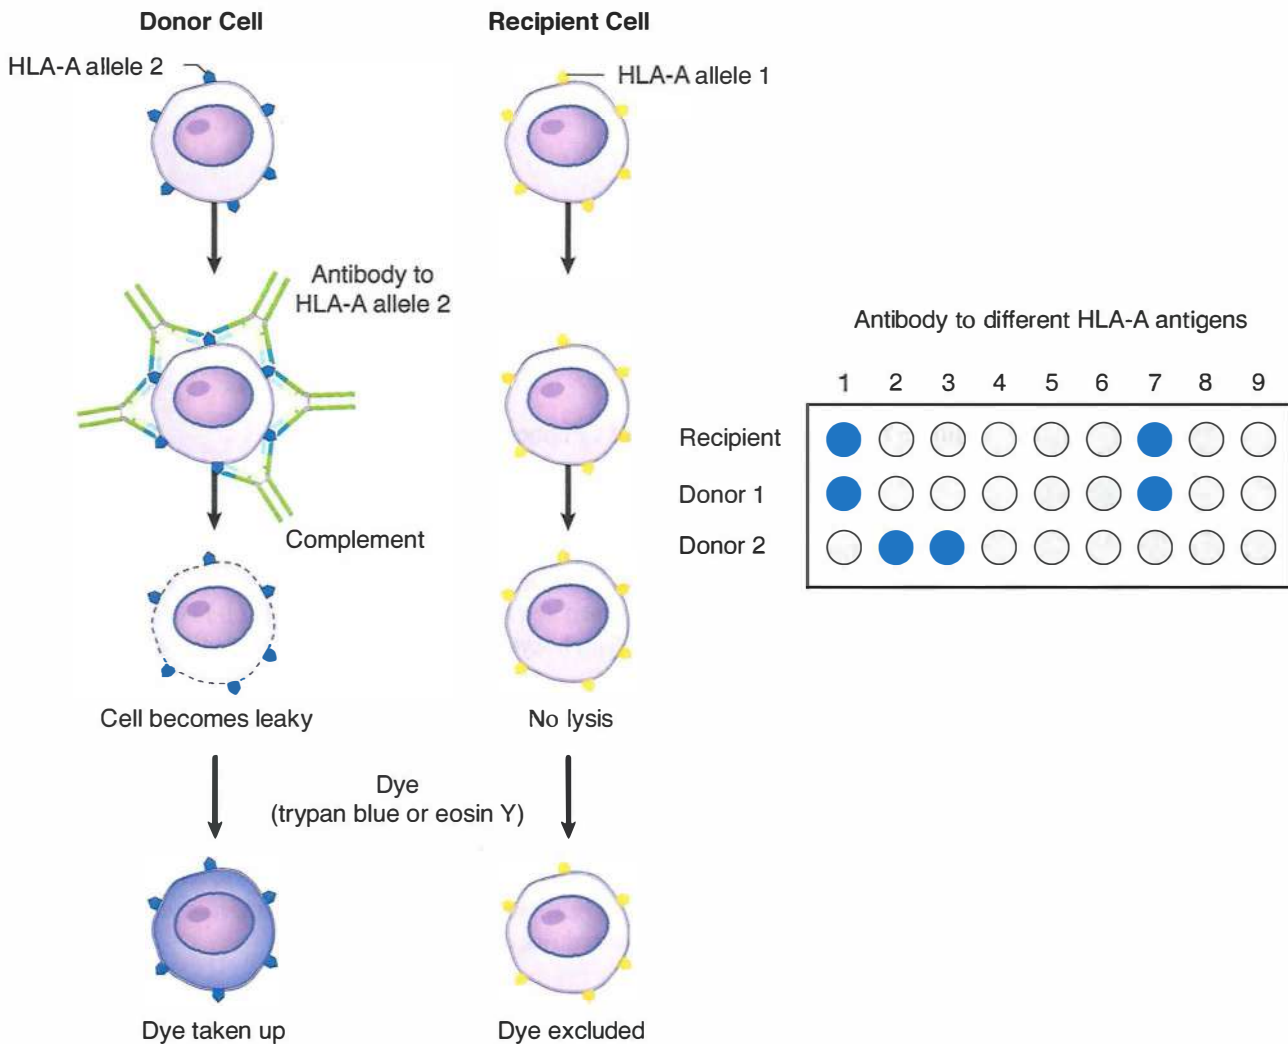 Donor Cell
Recipient Cell
HLA-A allele 2
HLA-A allele 1
Antibody to
HLA-A allele 2
Complement
Cell becomes leaky
No lysis
Dye
(trypan blue or eosin Y)
Dye taken up
Dye excluded
Antibody to different HLA-A antigens
1 2 3 4 5 6 7 8 9
Recipient
Donor 1
Donor 2